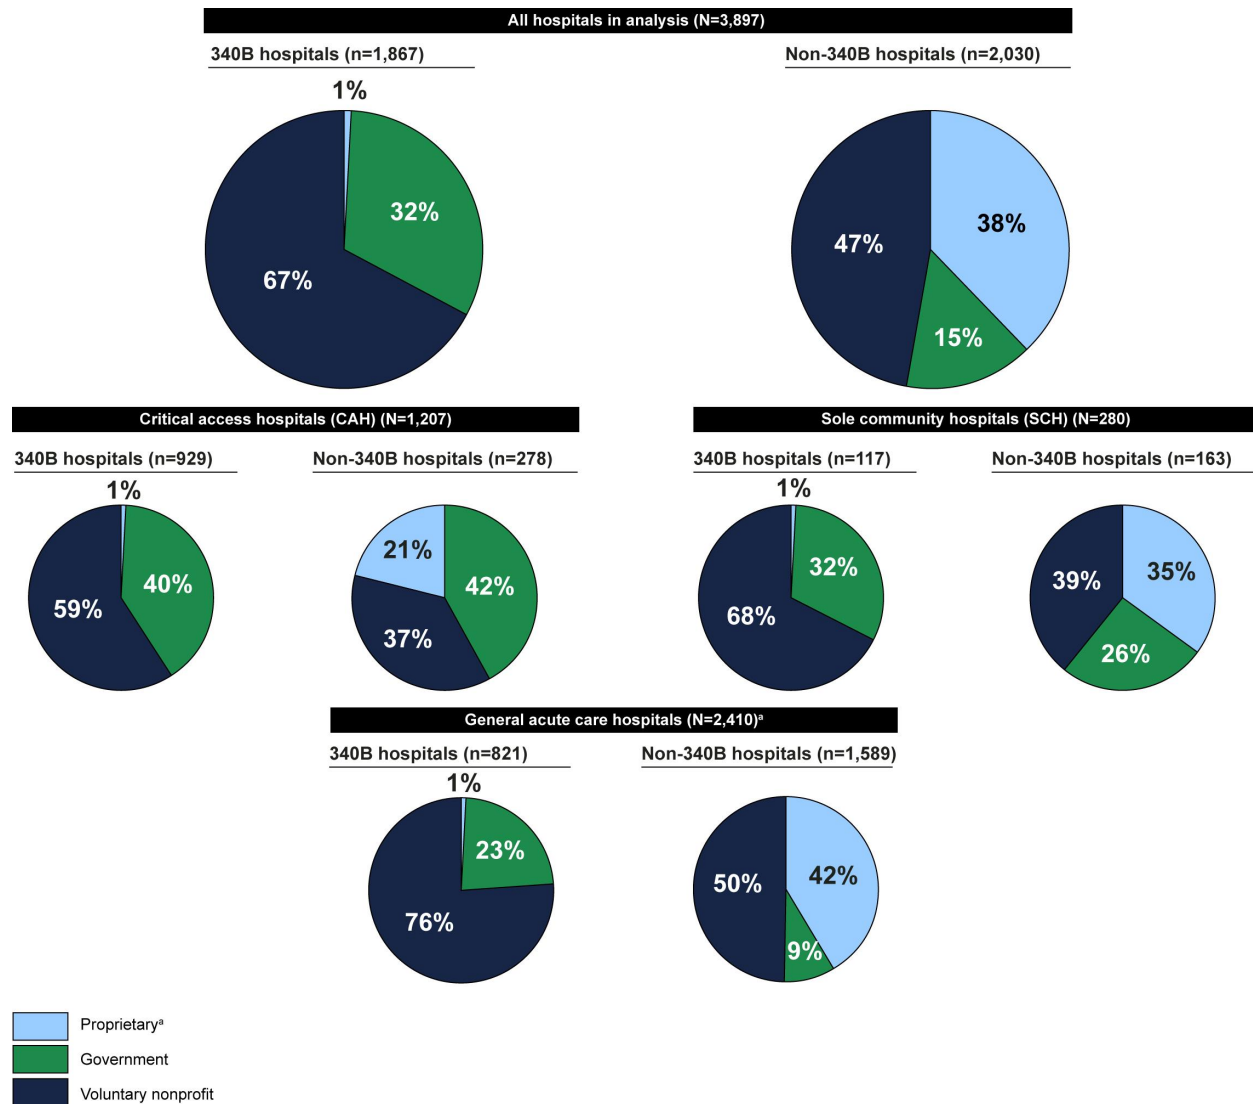 All hospitals in analysis (N=3,897)
340B hospitals (n=1,867)
Non-340B hospitals (n=2,030)
1%
32%
67%
38%
47%
15%
Critical access hospitals (CAH) (N=1,207)
Sole community hospitals (SCH) (N=280)
340B hospitals (n=929)
Non-340B hospitals (n=278)
340B hospitals (n=117)
Non-340B hospitals (n=163)
1%
40%
59%
21%
42%
37%
1%
32%
68%
39%
35%
26%
General acute care hospitals (N=2,410)ᵃ
340B hospitals (n=821)
Non-340B hospitals (n=1,589)
1%
23%
76%
50%
42%
9%
Proprietaryᵃ
Government
Voluntary nonprofit